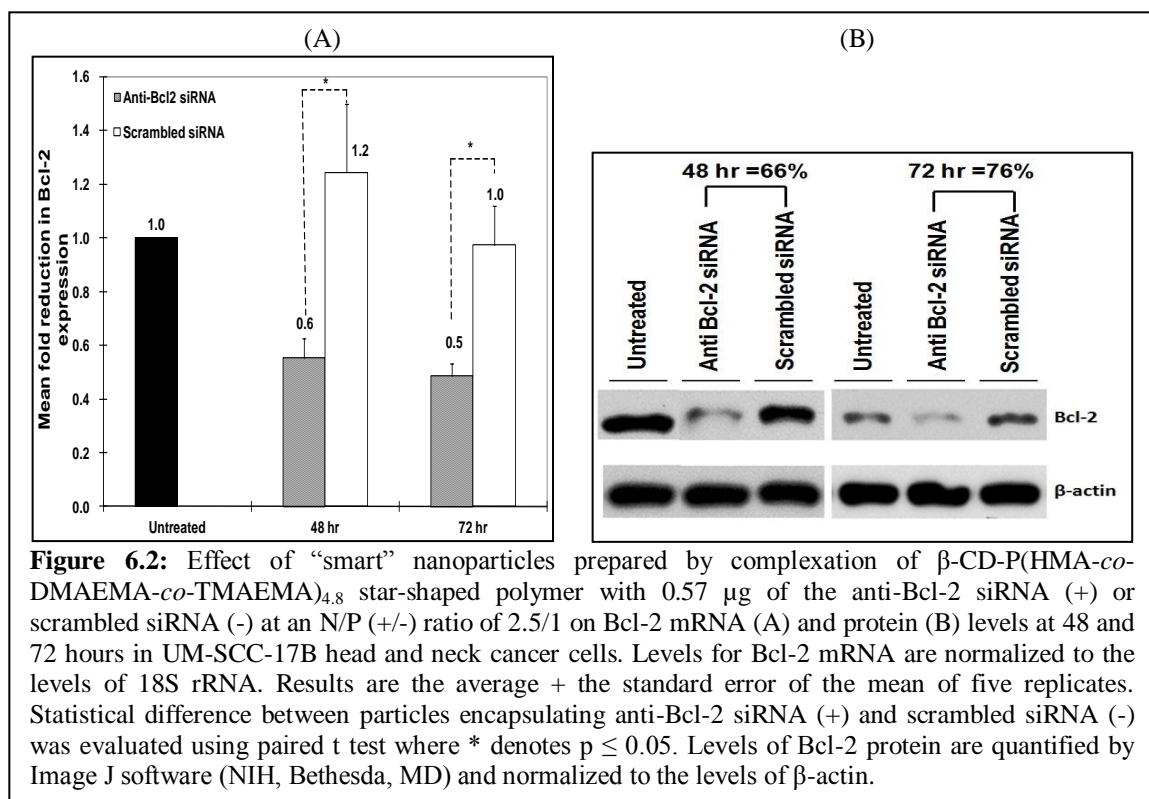 (A)
(B)
Mean fold reduction in Bcl-2
expression
1.6
1.4
1.2
1.0
0.8
0.6
0.4
0.2
0.0
Anti-Bcl2 siRNA
Scrambled siRNA
1.0
*
0.6
1.2
*
0.5
1.0
Untreated
48 hr
72 hr
48 hr =66%
72 hr =76%
Untreated
Anti Bcl-2 siRNA
Scrambled siRNA
Untreated
Anti Bcl-2 siRNA
Scrambled siRNA
Bcl-2
β-actin
Figure 6.2: Effect of “smart” nanoparticles prepared by complexation of β-CD-P(HMA-co-
DMAEMA-co-TMAEMA)4.8 star-shaped polymer with 0.57 µg of the anti-Bcl-2 siRNA (+) or
scrambled siRNA (-) at an N/P (+/-) ratio of 2.5/1 on Bcl-2 mRNA (A) and protein (B) levels at 48 and
72 hours in UM-SCC-17B head and neck cancer cells. Levels for Bcl-2 mRNA are normalized to the
levels of 18S rRNA. Results are the average + the standard error of the mean of five replicates.
Statistical difference between particles encapsulating anti-Bcl-2 siRNA (+) and scrambled siRNA (-)
was evaluated using paired t test where * denotes p ≤ 0.05. Levels of Bcl-2 protein are quantified by
Image J software (NIH, Bethesda, MD) and normalized to the levels of β-actin.